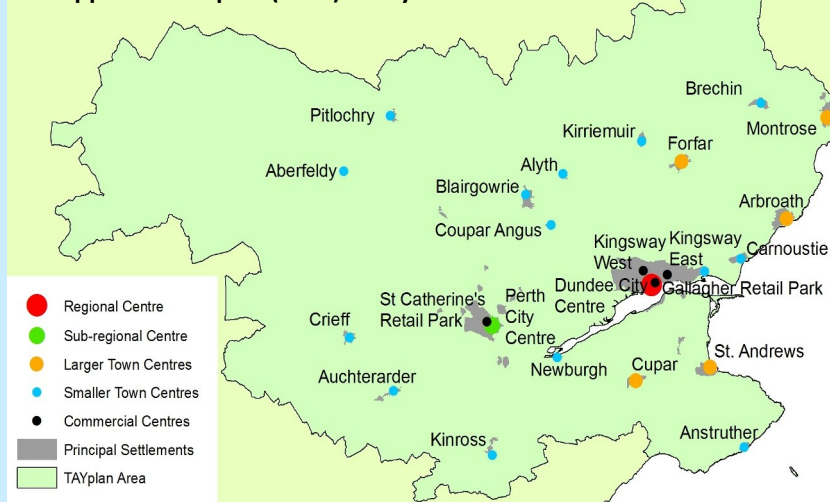 Pitlochry
Brechin
Montrose
Kirriemuir
Forfar
Aberfeldy
Alyth
Blairgowrie
Arbroath
Coupar Angus
Kingsway
West
Kingsway
East
Carnoustie
Dundee City
Centre
Gallagher Retail Park
St Catherine's
Retail Park
Perth
City
Centre
Crieff
Newburgh
Cupar
St. Andrews
Auchterarder
Kinross
Anstruther
Regional Centre
Sub-regional Centre
Larger Town Centres
Smaller Town Centres
Commercial Centres
Principal Settlements
TAYplan Area